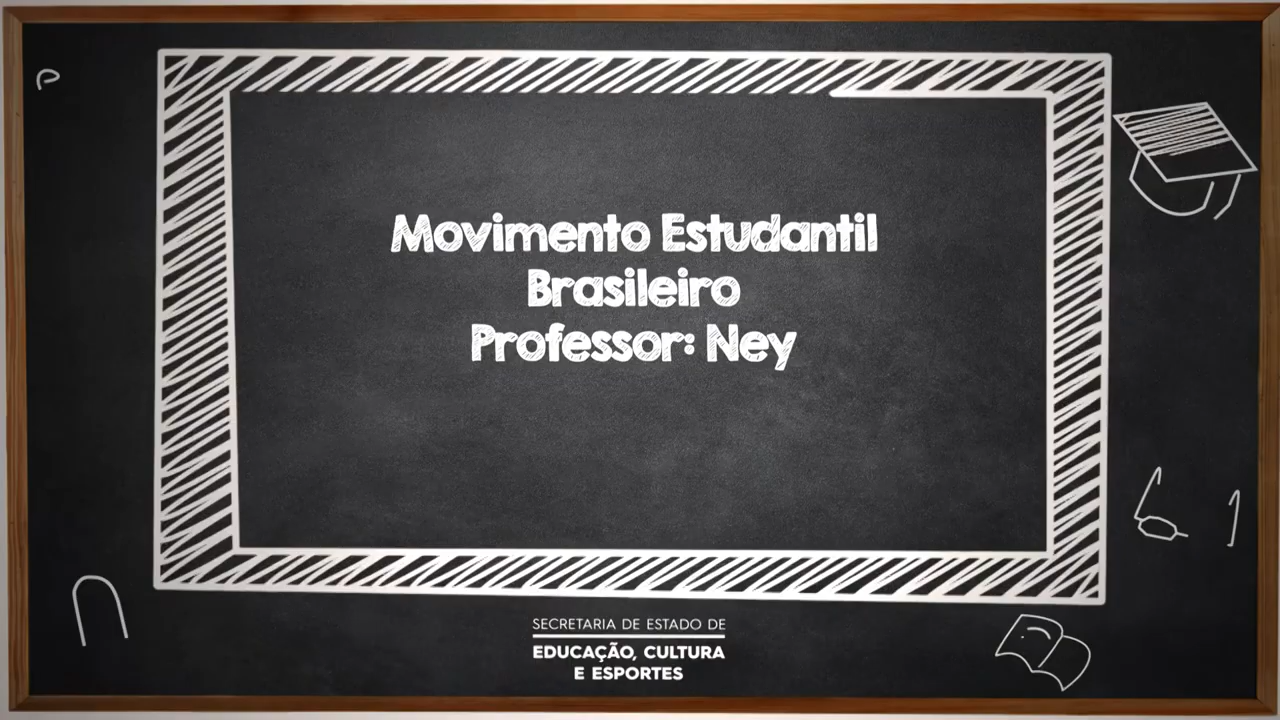 Movimento Estudantil
Brasileiro
Professor: Ney
SECRETARIA DE ESTADO DE
EDUCAÇÃO, CULTURA
E ESPORTES